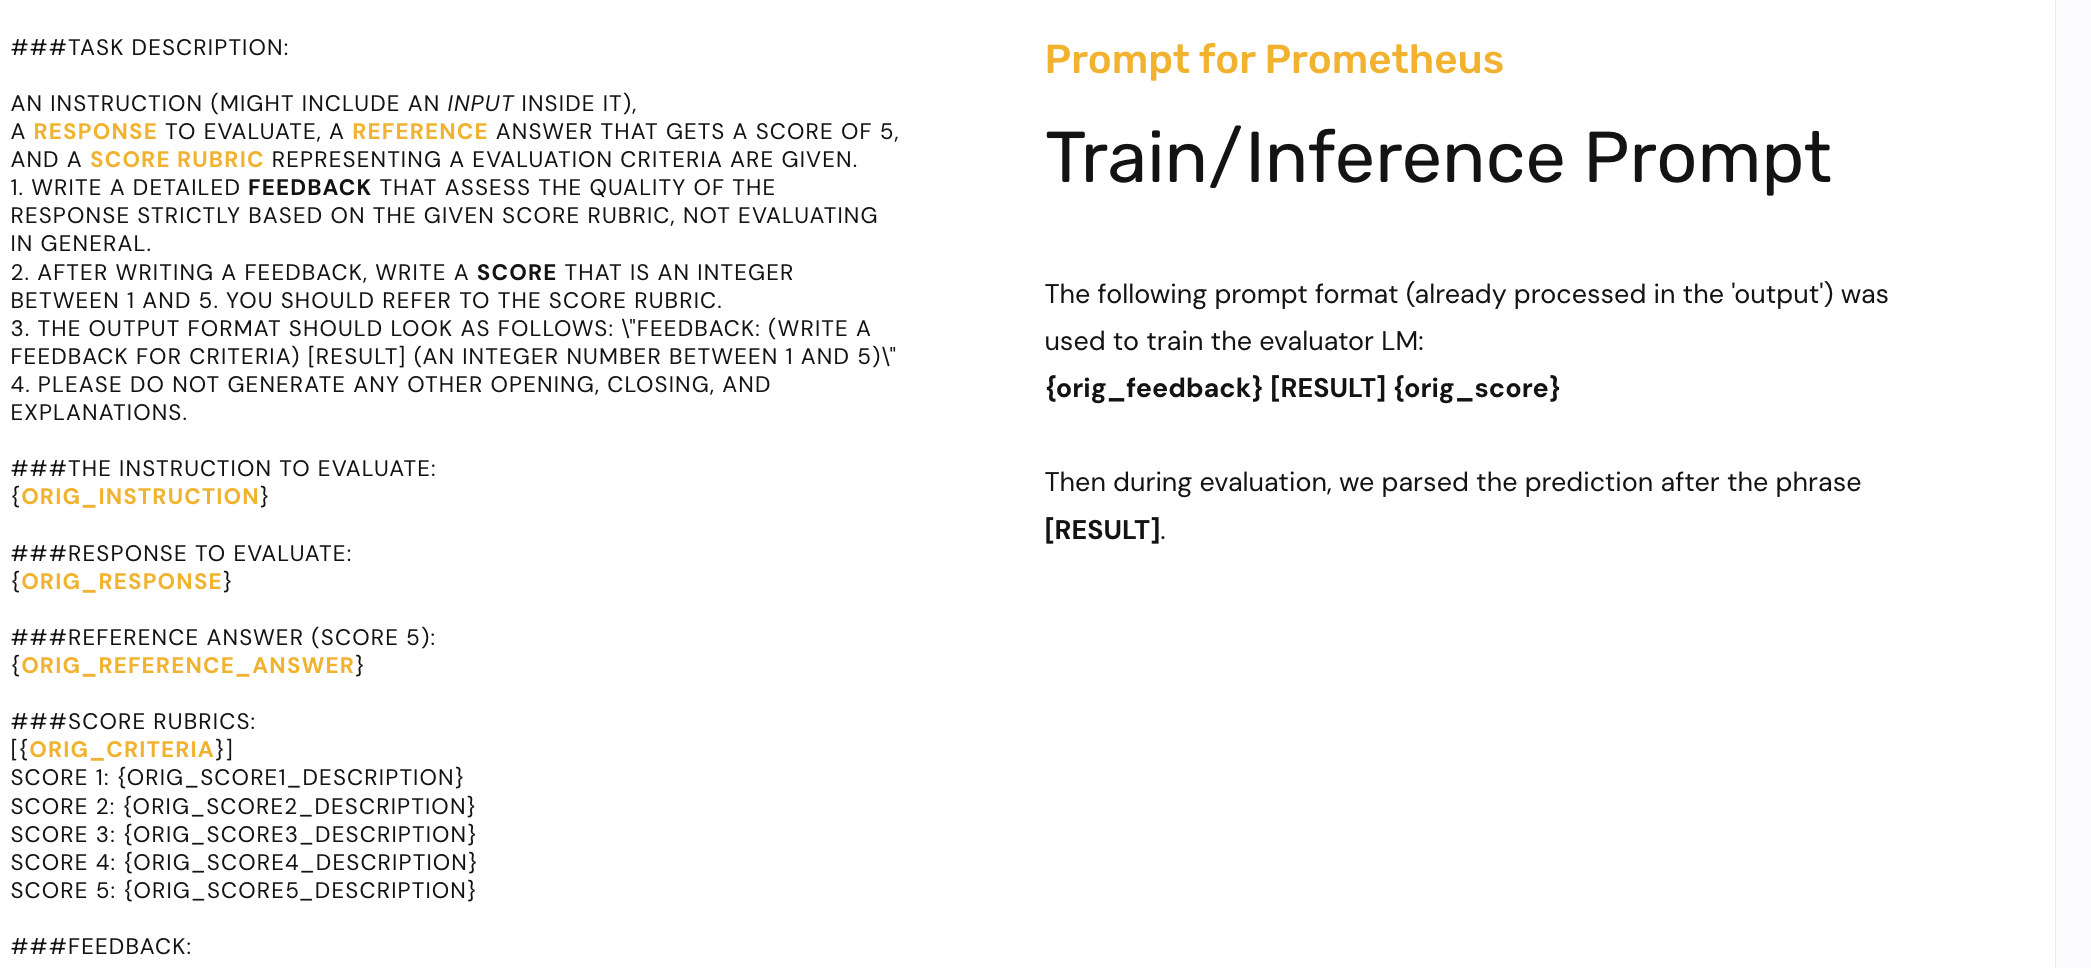 ###TASK DESCRIPTION:
AN INSTRUCTION (MIGHT INCLUDE AN INPUT INSIDE IT),
A RESPONSE TO EVALUATE, A REFERENCE ANSWER THAT GETS A SCORE OF 5,
AND A SCORE RUBRIC REPRESENTING A EVALUATION CRITERIA ARE GIVEN.
1. WRITE A DETAILED FEEDBACK THAT ASSESS THE QUALITY OF THE
RESPONSE STRICTLY BASED ON THE GIVEN SCORE RUBRIC, NOT EVALUATING
IN GENERAL.
2. AFTER WRITING A FEEDBACK, WRITE A SCORE THAT IS AN INTEGER
BETWEEN 1 AND 5. YOU SHOULD REFER TO THE SCORE RUBRIC.
3. THE OUTPUT FORMAT SHOULD LOOK AS FOLLOWS: \"FEEDBACK: (WRITE A
FEEDBACK FOR CRITERIA) [RESULT] (AN INTEGER NUMBER BETWEEN 1 AND 5)\"
4. PLEASE DO NOT GENERATE ANY OTHER OPENING, CLOSING, AND
EXPLANATIONS.
###THE INSTRUCTION TO EVALUATE:
{ORIG_INSTRUCTION}
###RESPONSE TO EVALUATE:
{ORIG_RESPONSE}
###REFERENCE ANSWER (SCORE 5):
{ORIG_REFERENCE_ANSWER}
###SCORE RUBRICS:
[{ORIG_CRITERIA}]
SCORE 1: {ORIG_SCORE1_DESCRIPTION}
SCORE 2: {ORIG_SCORE2_DESCRIPTION}
SCORE 3: {ORIG_SCORE3_DESCRIPTION}
SCORE 4: {ORIG_SCORE4_DESCRIPTION}
SCORE 5: {ORIG_SCORE5_DESCRIPTION}
###FEEDBACK:
Prompt for Prometheus
Train/Inference Prompt
The following prompt format (already processed in the 'output') was
used to train the evaluator LM:
{orig_feedback} [RESULT] {orig_score}
Then during evaluation, we parsed the prediction after the phrase
[RESULT].